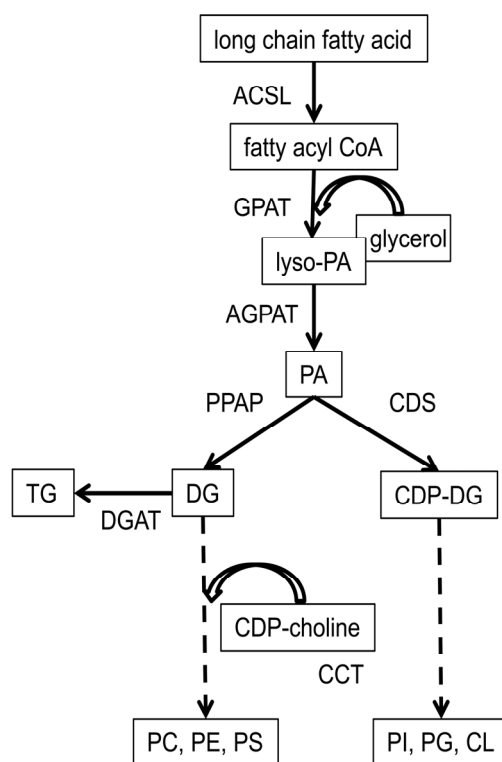 long chain fatty acid
ACSL
fatty acyl CoA
GPAT
glycerol
lyso-PA
AGPAT
PA
PPAP
CDS
TG
DG
CDP-DG
DGAT
CDP-choline
CCT
PC, PE, PS
PI, PG, CL